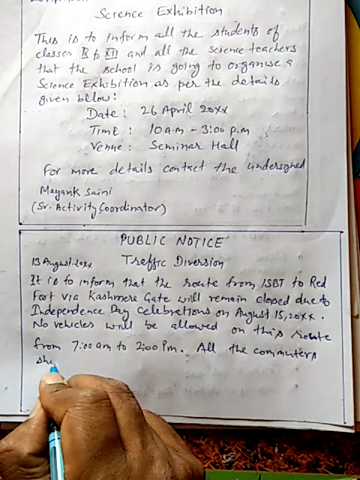 Science Exhibition
This is to inform all the students of
classes X to XII and all the science teachers
that the school is going to organise a
Science Exhibition as per the details
given bllow:
Date: 26 April 20xx
Time: 10 a.m - 3:00 p.m
Venue: Seminar Hall
For more details contact the undersigned
Mayank Saini
(Sr. Activity Coordinator)
PUBLIC NOTICE
13 August 20xx Traffic Diversion
It is to inform that the route from ISBT to Red
Foot via Kashmere Gate will remain closed due to
Independence Day Celebrations on August 15, 20xx.
No vehicles will be allowed on this route
from 7:00 am to 2:00 Pm. All the commuters